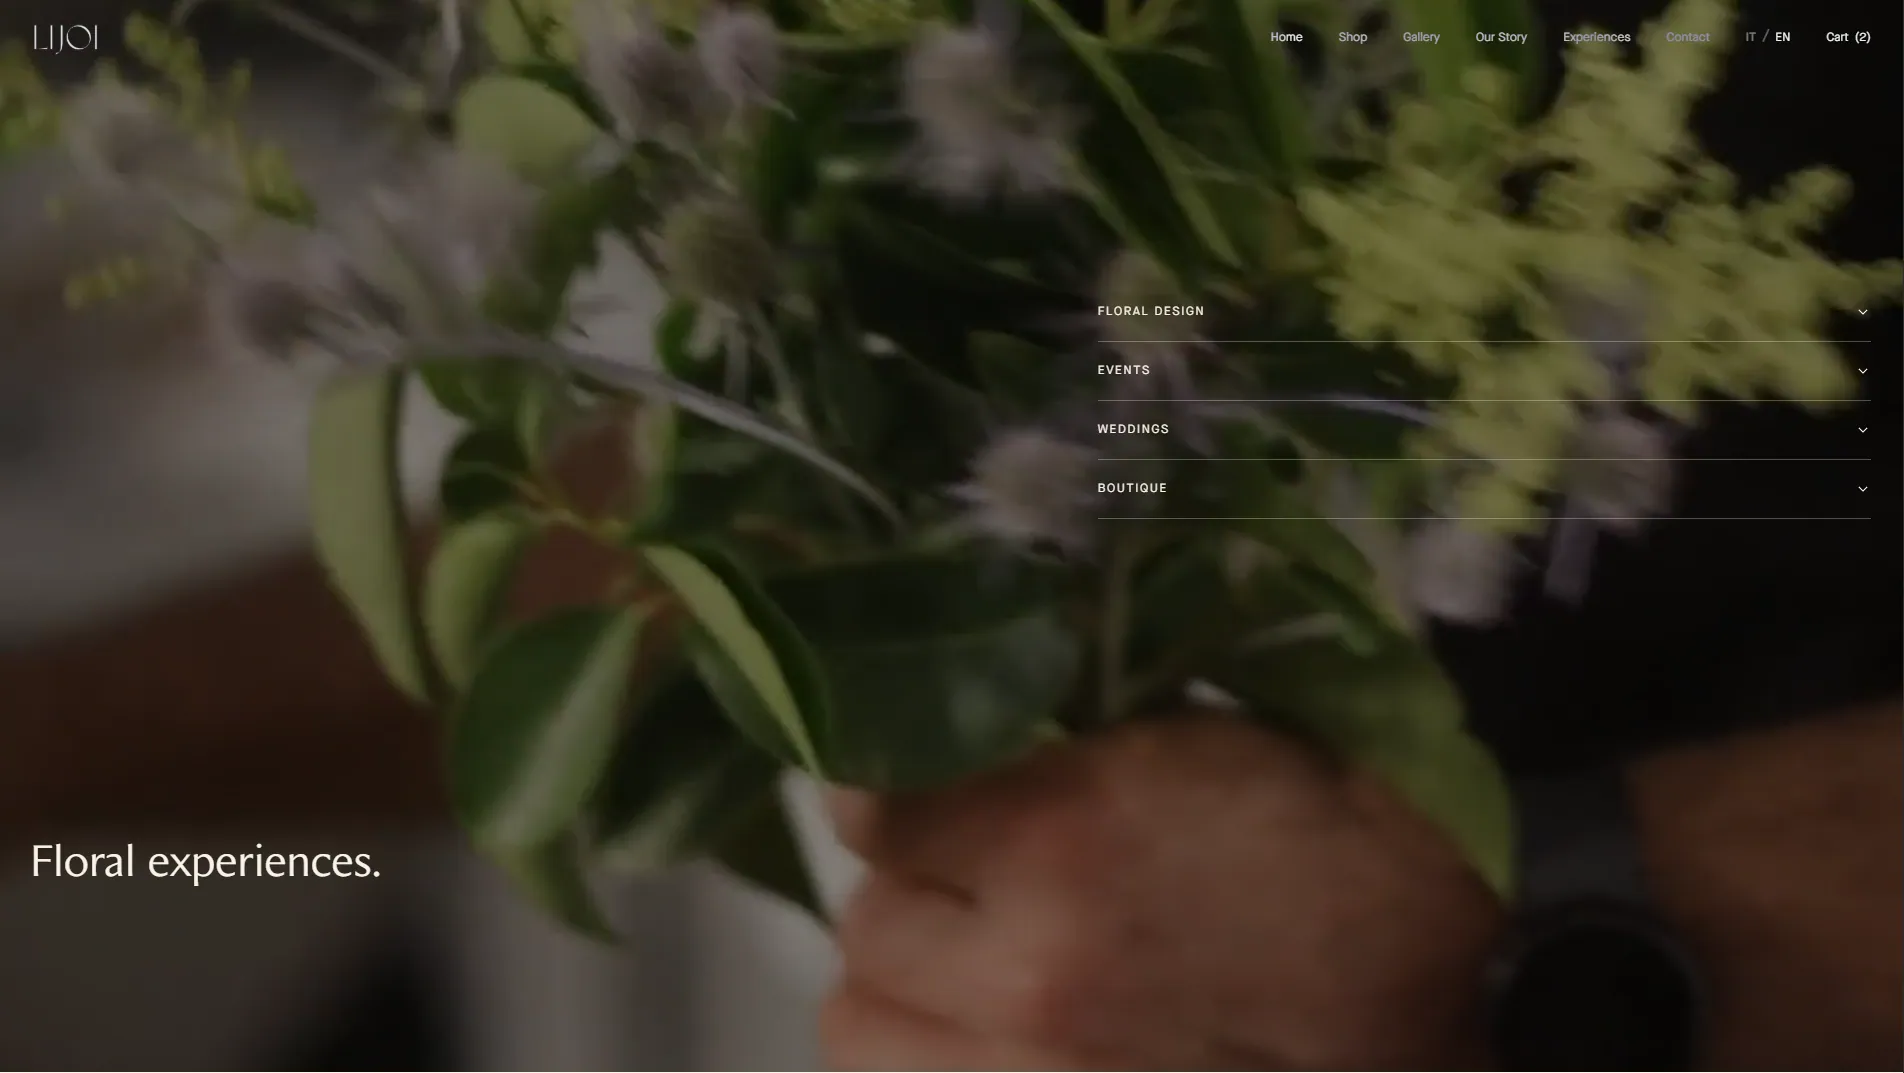 LIJOI
Home Shop Gallery Our Story Experiences Contact IT / EN Cart (2)
FLORAL DESIGN
EVENTS
WEDDINGS
BOUTIQUE
Floral experiences.